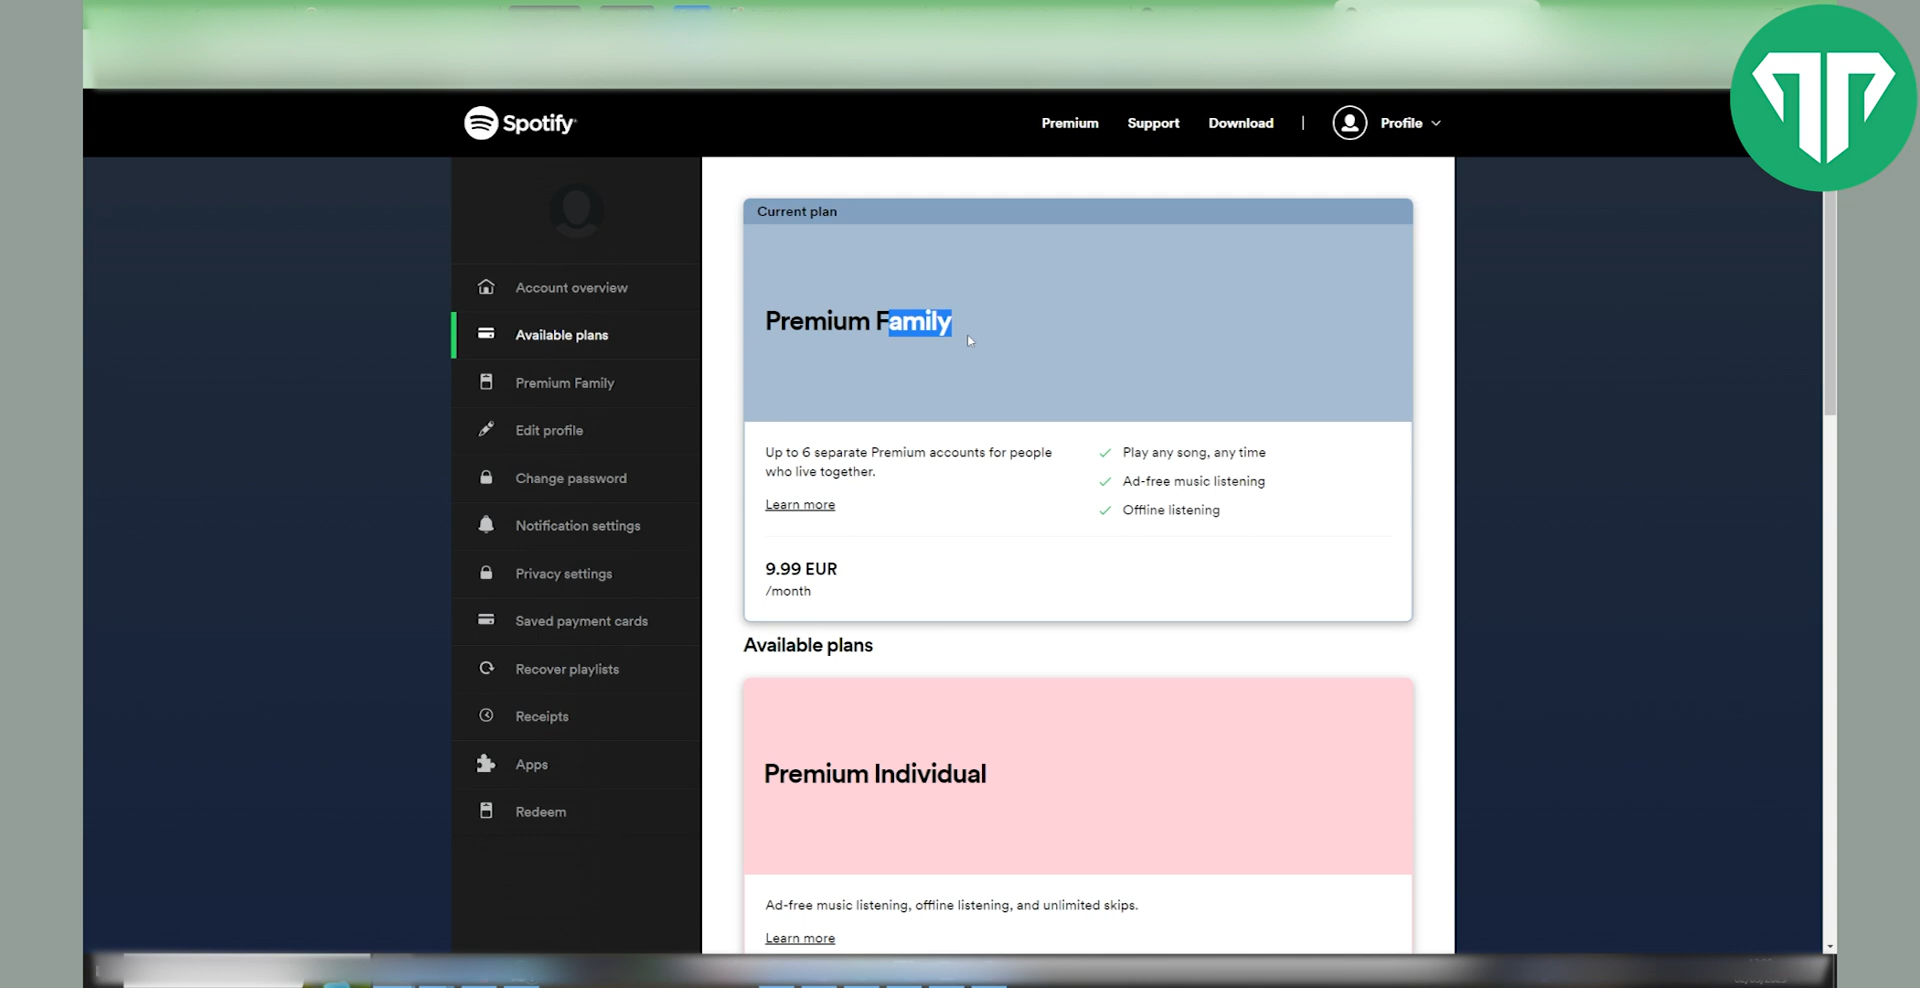 Spotify
Premium
Support
Download
Profile
Account overview
Available plans
Premium Family
Edit profile
Change password
Notification settings
Privacy settings
Saved payment cards
Recover playlists
Receipts
Apps
Redeem
Current plan
Premium Family
Up to 6 separate Premium accounts for people
who live together.
Learn more
Play any song, any time
Ad-free music listening
Offline listening
9.99 EUR
/month
Available plans
Premium Individual
Ad-free music listening, offline listening, and unlimited skips.
Learn more